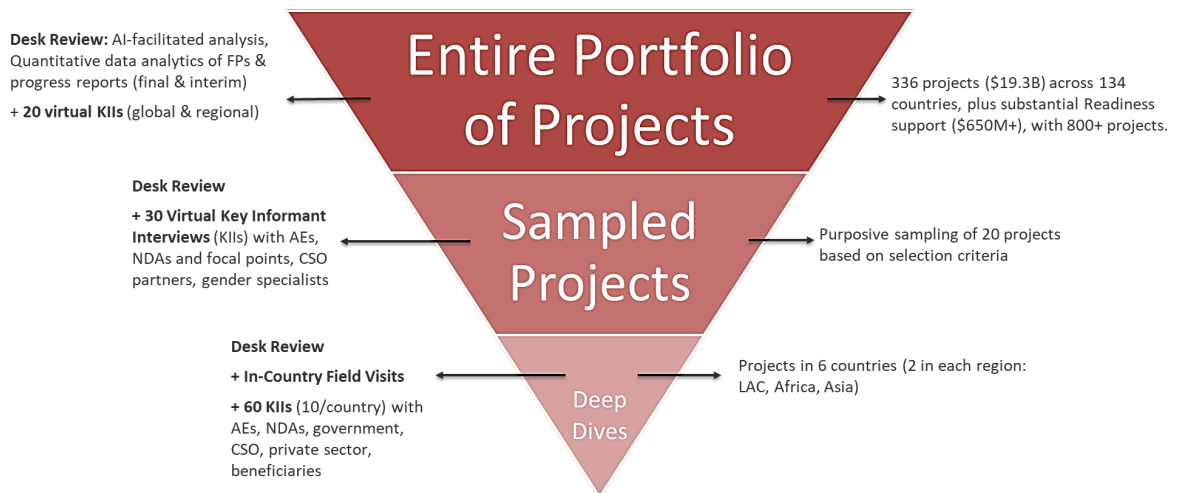 Desk Review: AI-facilitated analysis,
Quantitative data analytics of FPs &
progress reports (final & interim)
+ 20 virtual KIIs (global & regional)
Entire Portfolio
of Projects
336 projects ($19.3B) across 134
countries, plus substantial Readiness
support ($650M+), with 800+ projects.
Desk Review
+ 30 Virtual Key Informant
Interviews (KIIs) with AEs,
NDAs and focal points, CSO
partners, gender specialists
Sampled
Projects
Purposive sampling of 20 projects
based on selection criteria
Desk Review
+ In-Country Field Visits
+ 60 KIIs (10/country) with
AEs, NDAs, government,
CSO, private sector,
beneficiaries
Deep
Dives
Projects in 6 countries (2 in each region:
LAC, Africa, Asia)